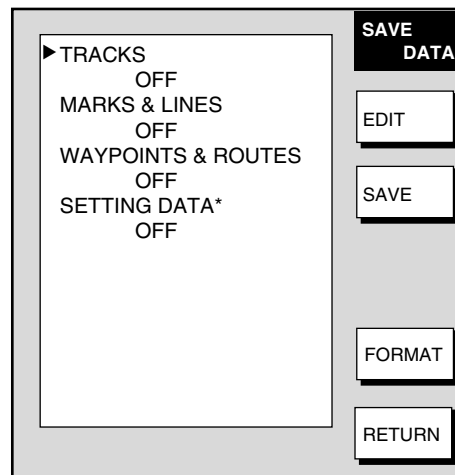 TRACKS
OFF
MARKS & LINES
OFF
WAYPOINTS & ROUTES
OFF
SETTING DATA*
OFF
SAVE
DATA
EDIT
SAVE
FORMAT
RETURN